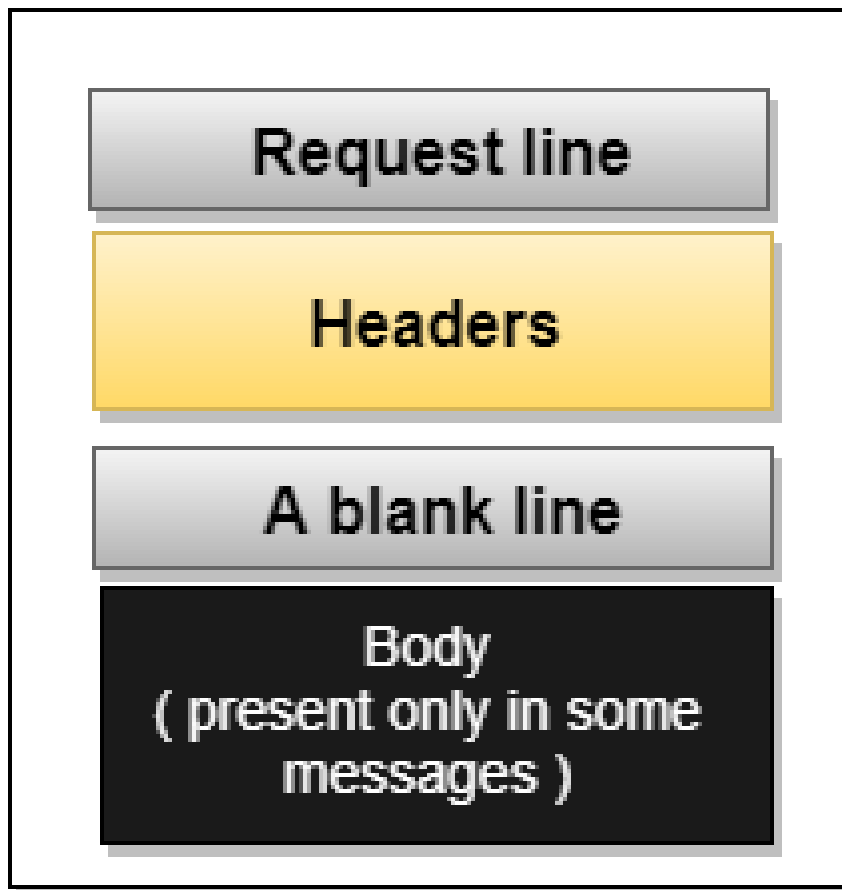 Request line
Headers
A blank line
Body
( present only in some
messages )